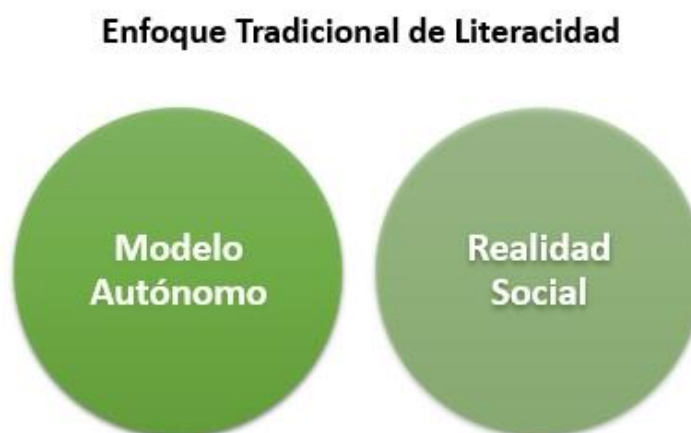 Enfoque Tradicional de Literacidad
Modelo
Autónomo
Realidad
Social